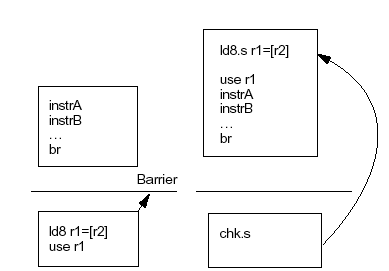 instrA
instrB
...
br
Barrier
ld8 r1=[r2]
use r1
ld8.s r1=[r2]
use r1
instrA
instrB
...
br
chk.s